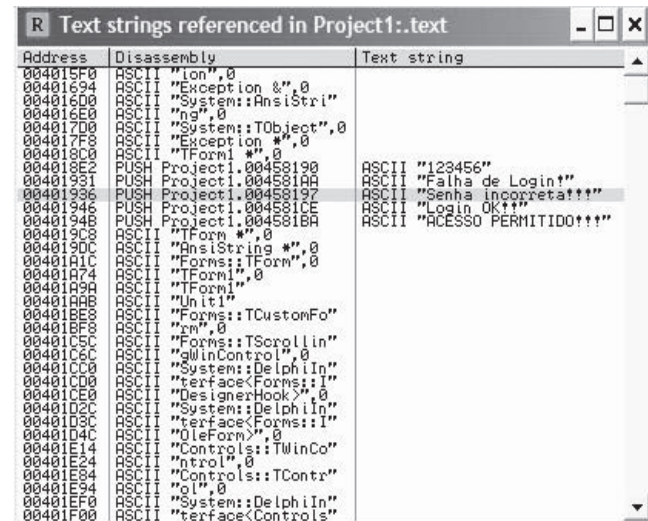 R Text strings referenced in Project1:.text
Address Disassembly Text string
004015F0 ASCII "ion",0
00401694 ASCII "Exception &",0
004016D0 ASCII "System::AnsiStri"
004016E0 ASCII "ng",0
004017D0 ASCII "System::TObject",0
004017F8 ASCII "Exception *",0
004018C0 ASCII "TForm1 *",0
004018E2 PUSH Project1.00458190 ASCII "123456"
00401931 PUSH Project1.004581AA ASCII "Falha de Login!"
00401936 PUSH Project1.00458197 ASCII "Senha incorreta!!!"
00401946 PUSH Project1.004581CE ASCII "Login OK!!"
0040194B PUSH Project1.004581BA ASCII "ACESSO PERMITIDO!!!"
004019C8 ASCII "TForm *",0
004019DC ASCII "AnsiString *",0
00401A1C ASCII "Forms::TForm",0
00401A74 ASCII "TForm1",0
00401A9A ASCII "TForm1"
00401AAB ASCII "Unit1"
00401BE8 ASCII "Forms::TCustomFo"
00401BF8 ASCII "rm",0
00401C5C ASCII "Forms::TScrollin"
00401C6C ASCII "gWinControl",0
00401CC0 ASCII "System::DelphiIn"
00401CD0 ASCII "terface<Forms::I"
00401CE0 ASCII "DesignerHook>",0
00401D2C ASCII "System::DelphiIn"
00401D3C ASCII "terface<Forms::I"
00401D4C ASCII "OleForm>",0
00401E14 ASCII "Controls::TWinCo"
00401E24 ASCII "ntrol",0
00401E84 ASCII "Controls::TContr"
00401E94 ASCII "ol",0
00401EF0 ASCII "System::DelphiIn"
00401F00 ASCII "terface<Controls"